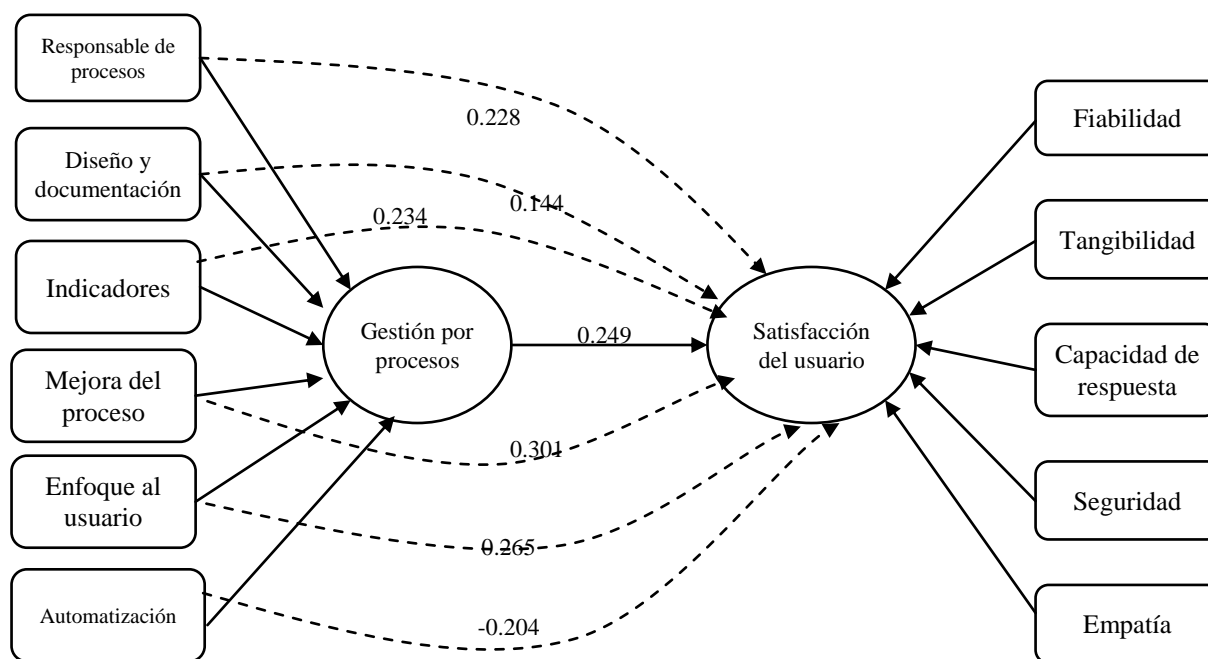 Responsable de
procesos
Diseño y
documentación
Indicadores
Mejora del
proceso
Enfoque al
usuario
Automatización
0.228
0.144
0.234
Gestión por
procesos
0.249
Satisfacción
del usuario
0.301
0.265
-0.204
Fiabilidad
Tangibilidad
Capacidad de
respuesta
Seguridad
Empatía